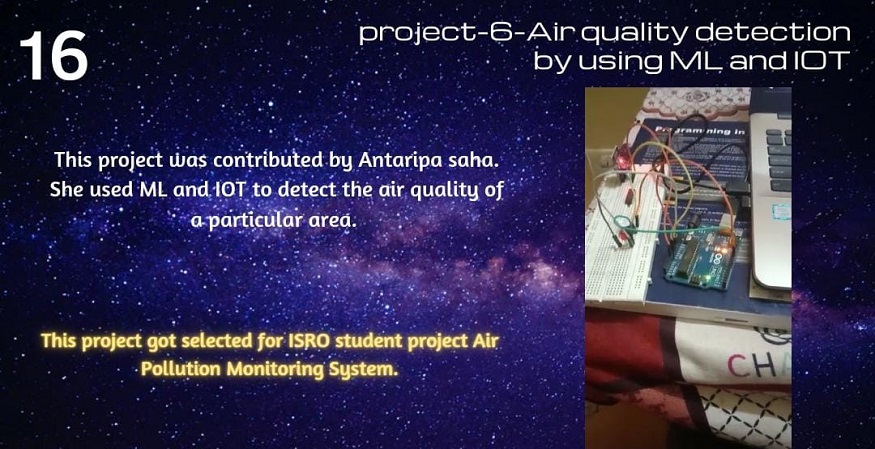 16
project-6-Air quality detection
by using ML and IOT
This project was contributed by Antaripa saha.
She used ML and IOT to detect the air quality of
a particular area.
This project got selected for ISRO student project Air
Pollution Monitoring System.
Programming in
CHA